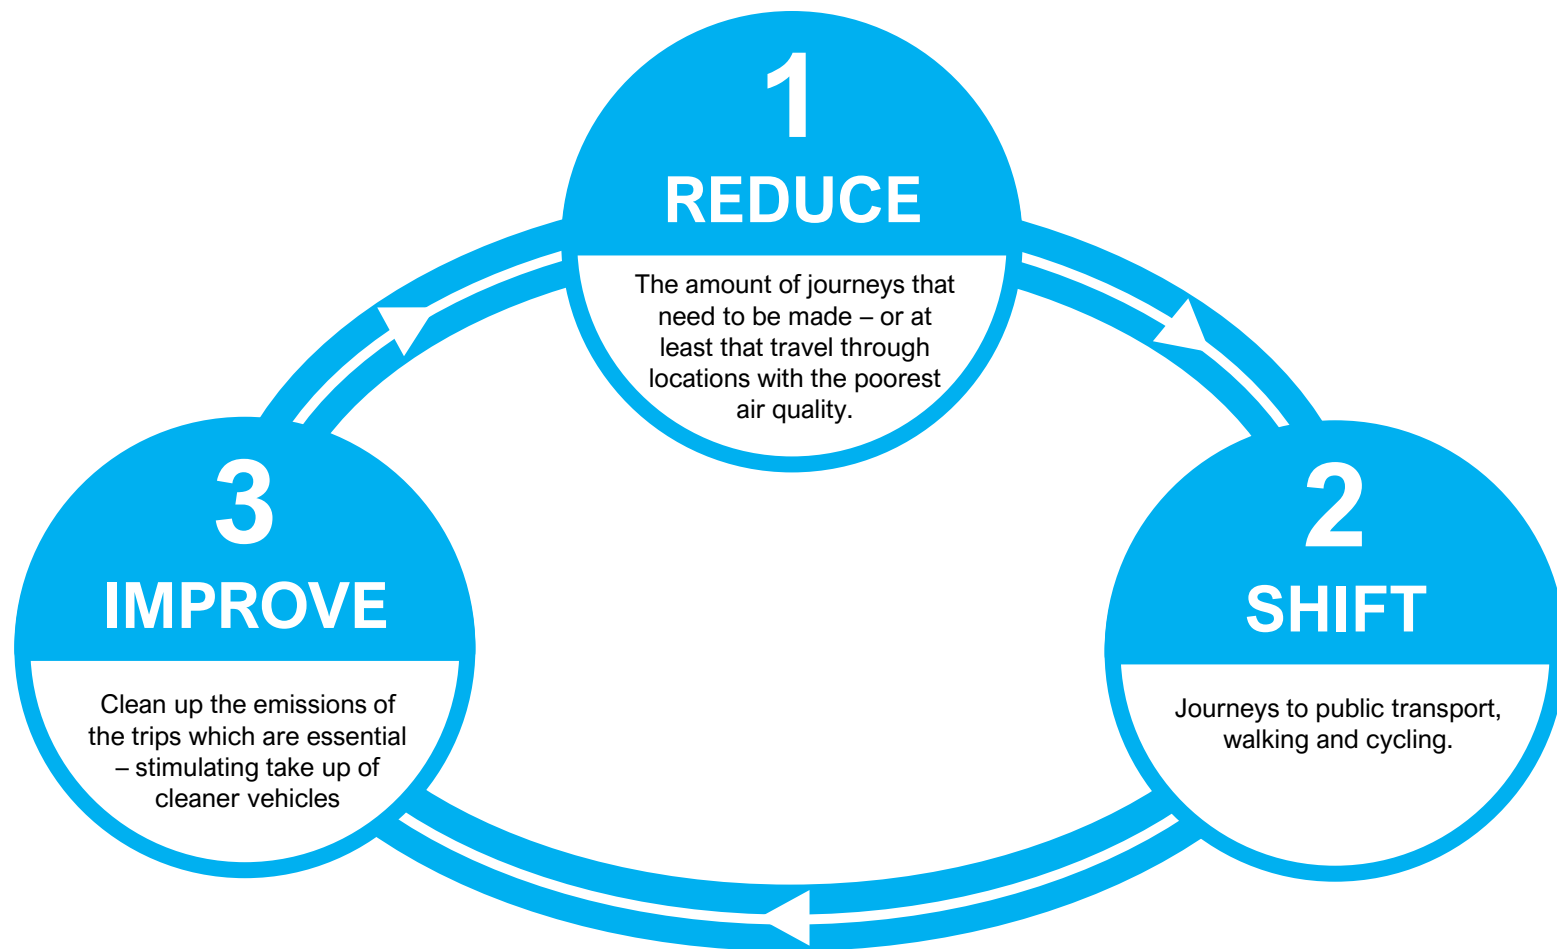 1
REDUCE
The amount of journeys that
need to be made – or at
least that travel through
locations with the poorest
air quality.
2
SHIFT
Journeys to public transport,
walking and cycling.
3
IMPROVE
Clean up the emissions of
the trips which are essential
– stimulating take up of
cleaner vehicles